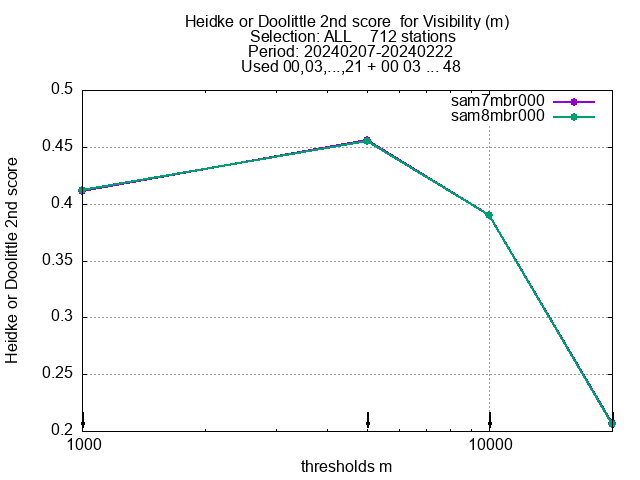 Heidke or Doolittle 2nd score  for Visibility (m)
Selection: ALL    712 stations
Period: 20240207-20240222
Used 00,03,...,21 + 00 03 ... 48
sam7mbr000
sam8mbr000
0.5
0.45
0.4
0.35
0.3
0.25
0.2
Heidke or Doolittle 2nd score
1000 10000
thresholds m